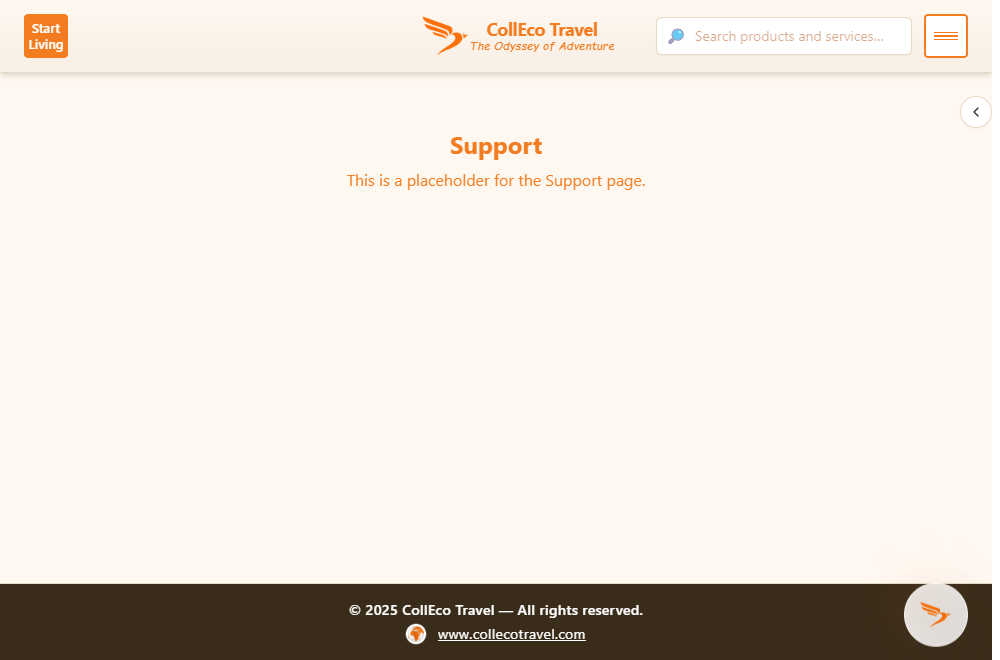 Start
Living
CollEco Travel
The Odyssey of Adventure
Search products and services...
Support
This is a placeholder for the Support page.
© 2025 CollEco Travel — All rights reserved.
www.collecotravel.com